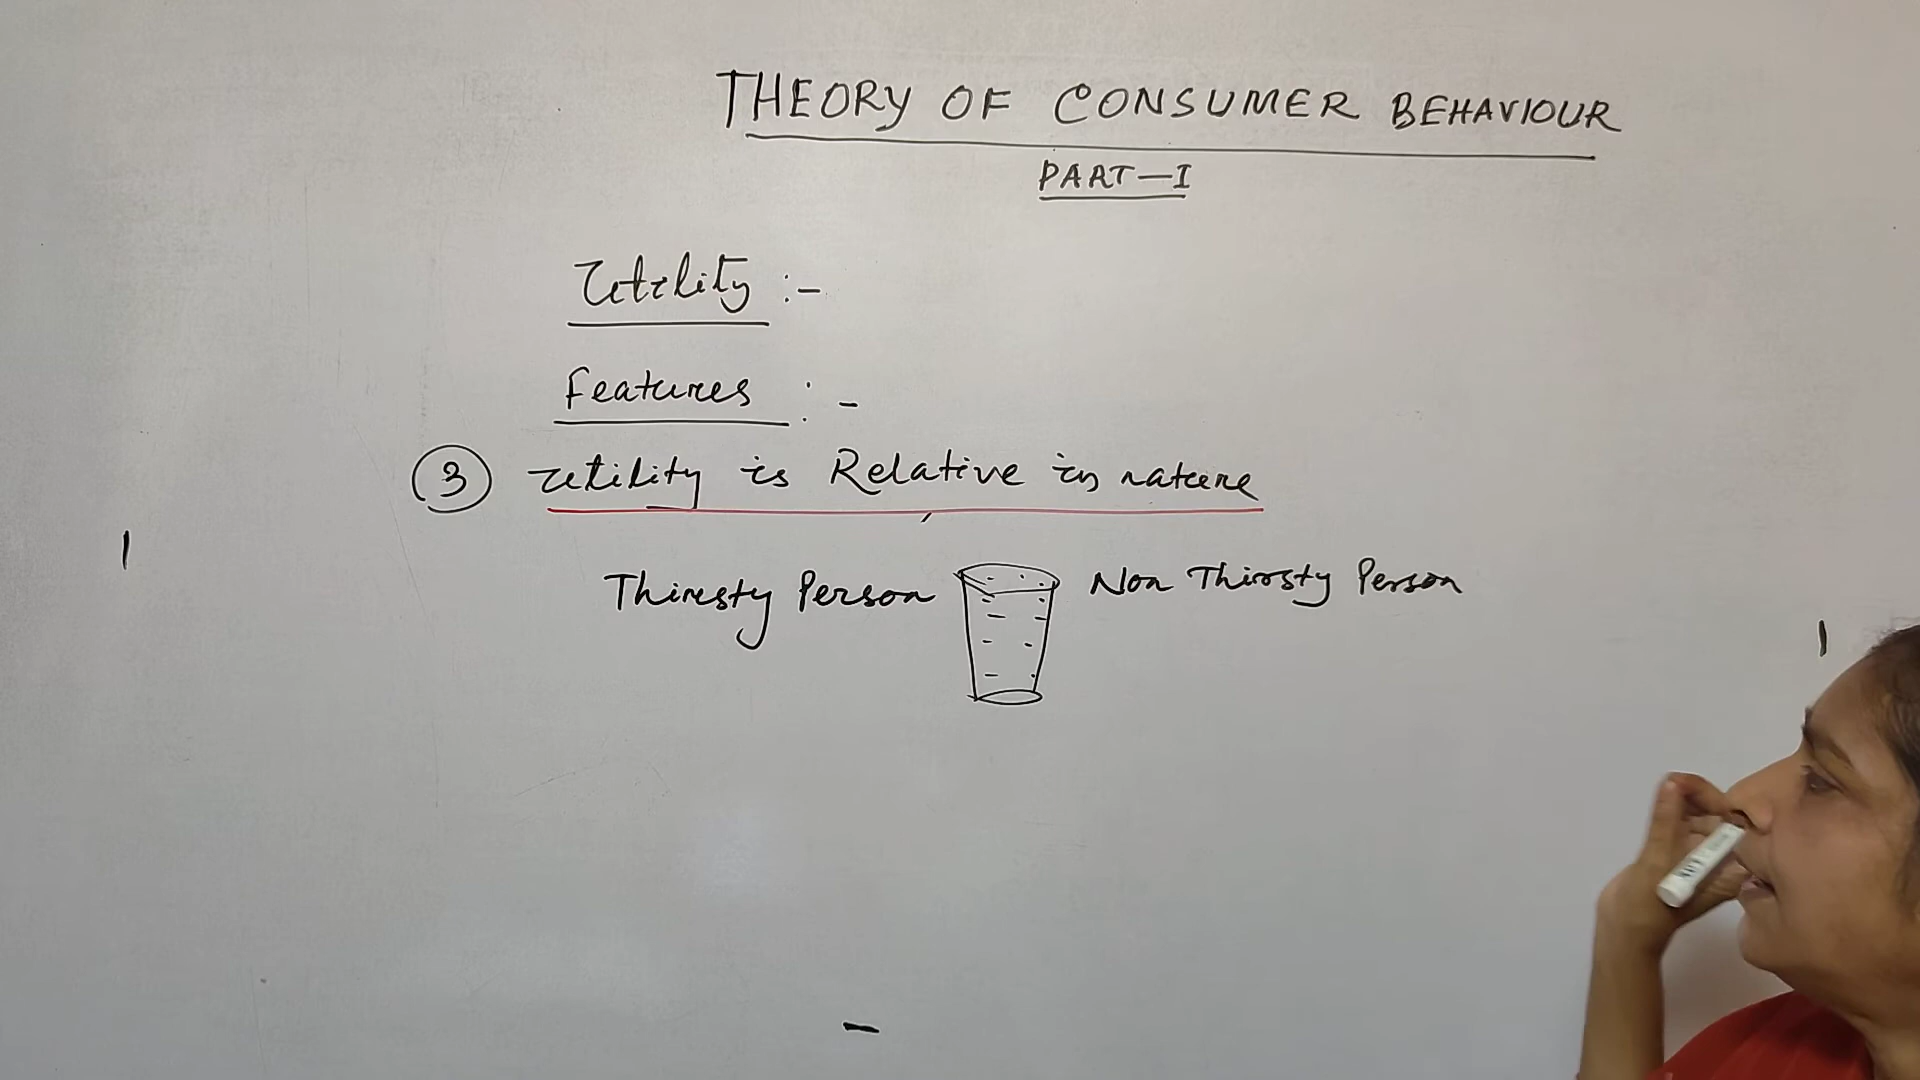 THEORY OF CONSUMER BEHAVIOUR
PART-I
Utility :-
Features :-
3 Utility is Relative in nature
Thirsty Person Non Thirsty Person